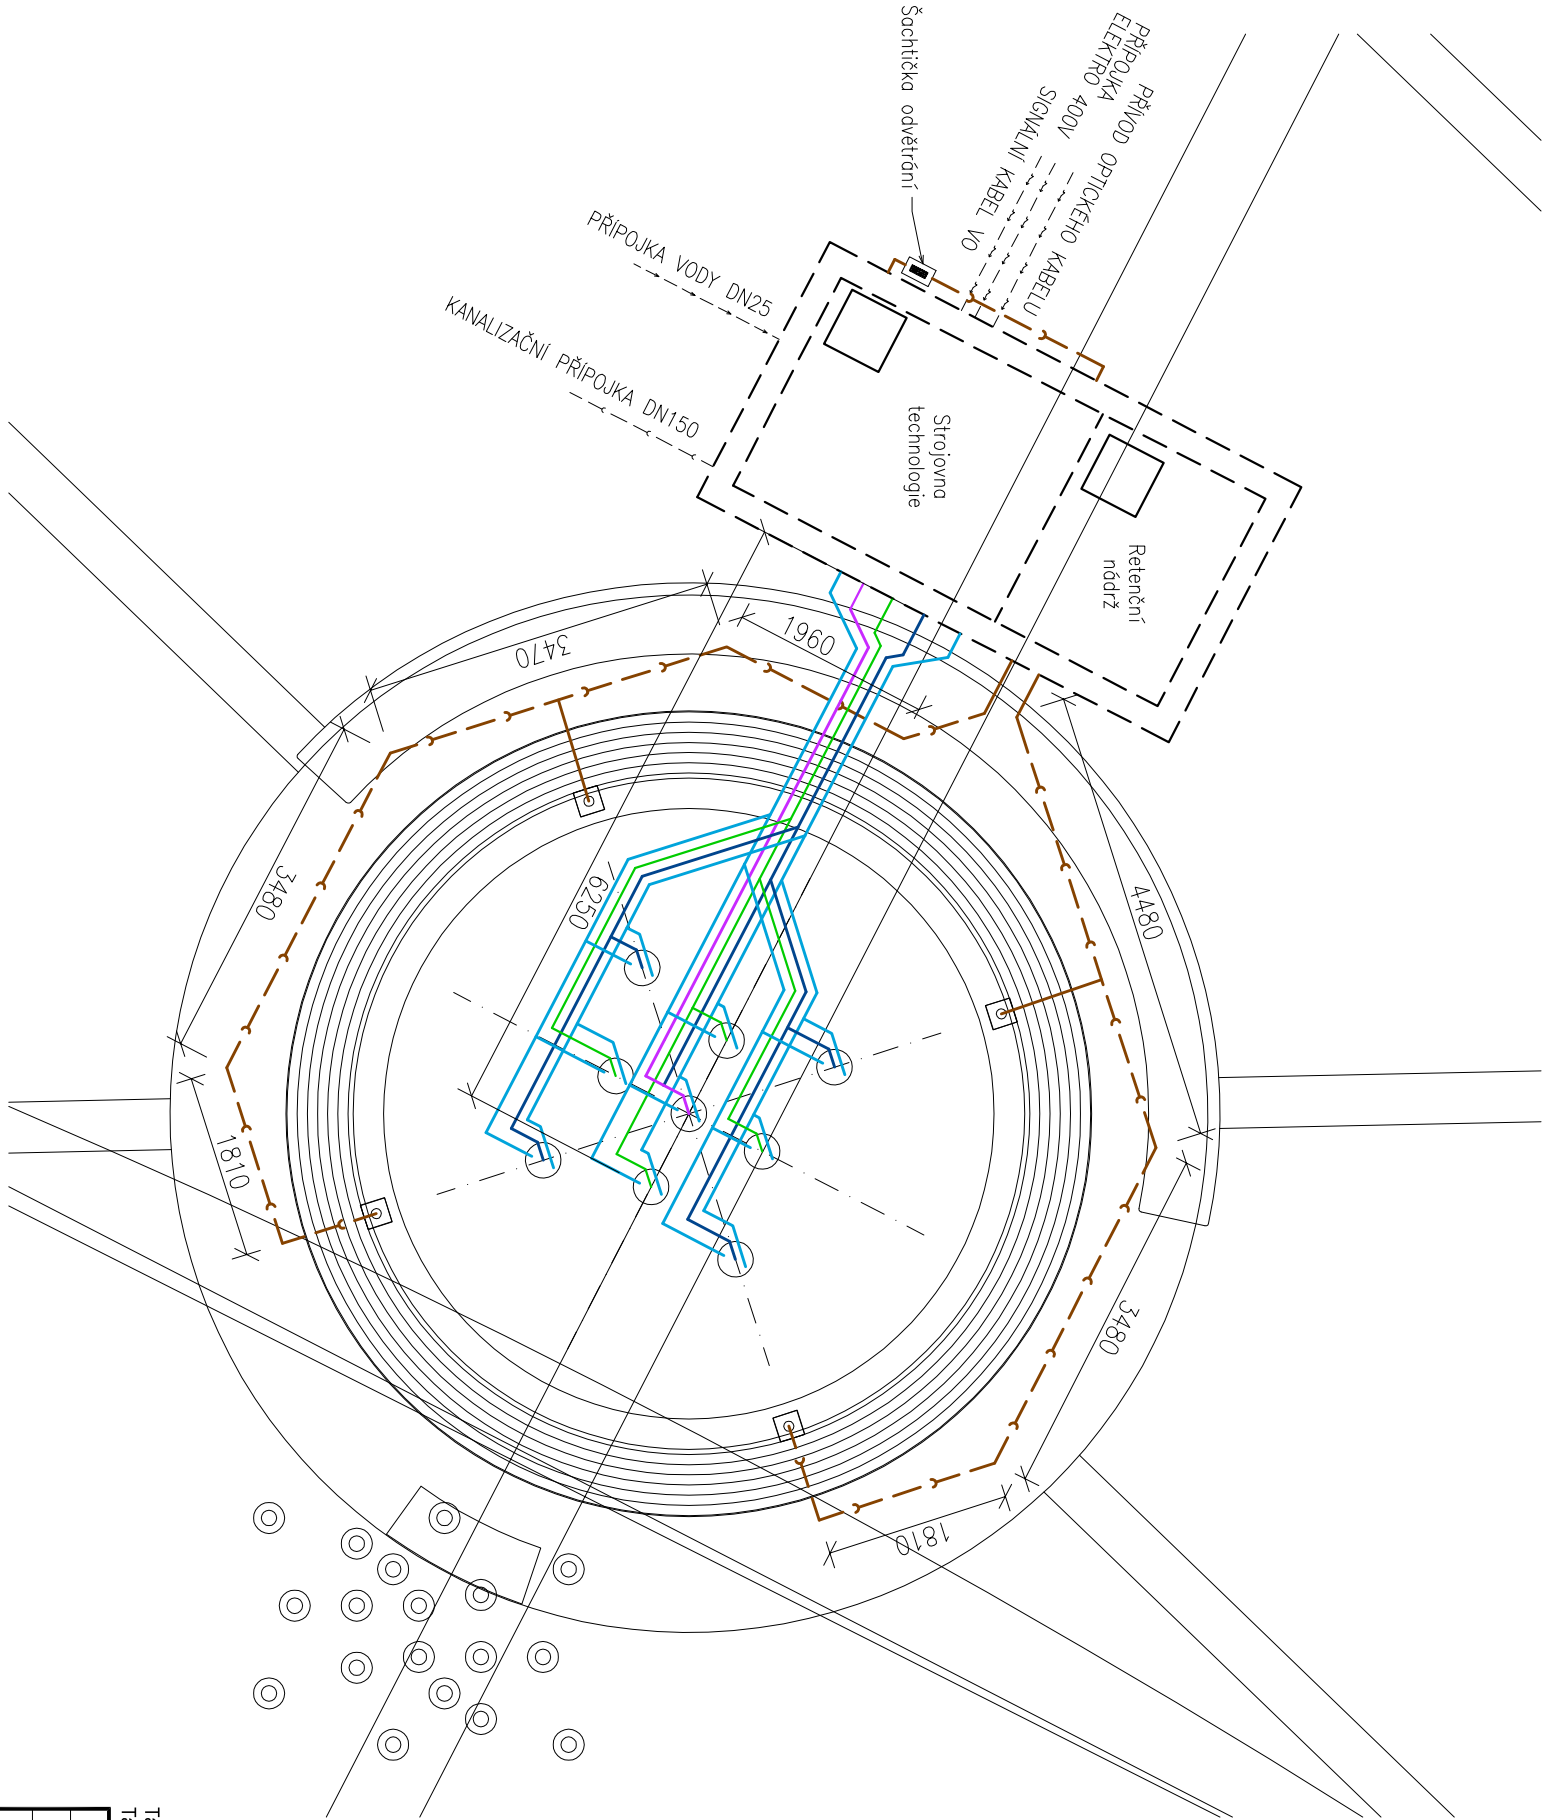 Šachtička odvětrání
PŘÍPOJKA
ELEKTRO 400V
PŘÍVOD OPTICKÉHO KABELU
SIGNÁLNÍ KABEL VO
PŘÍPOJKA VODY DN25
KANALIZAČNÍ PŘÍPOJKA DN150
Strojovna
technologie
Retenční
nádrž
1960
3470
4480
3480
6250
1810
3480
1810